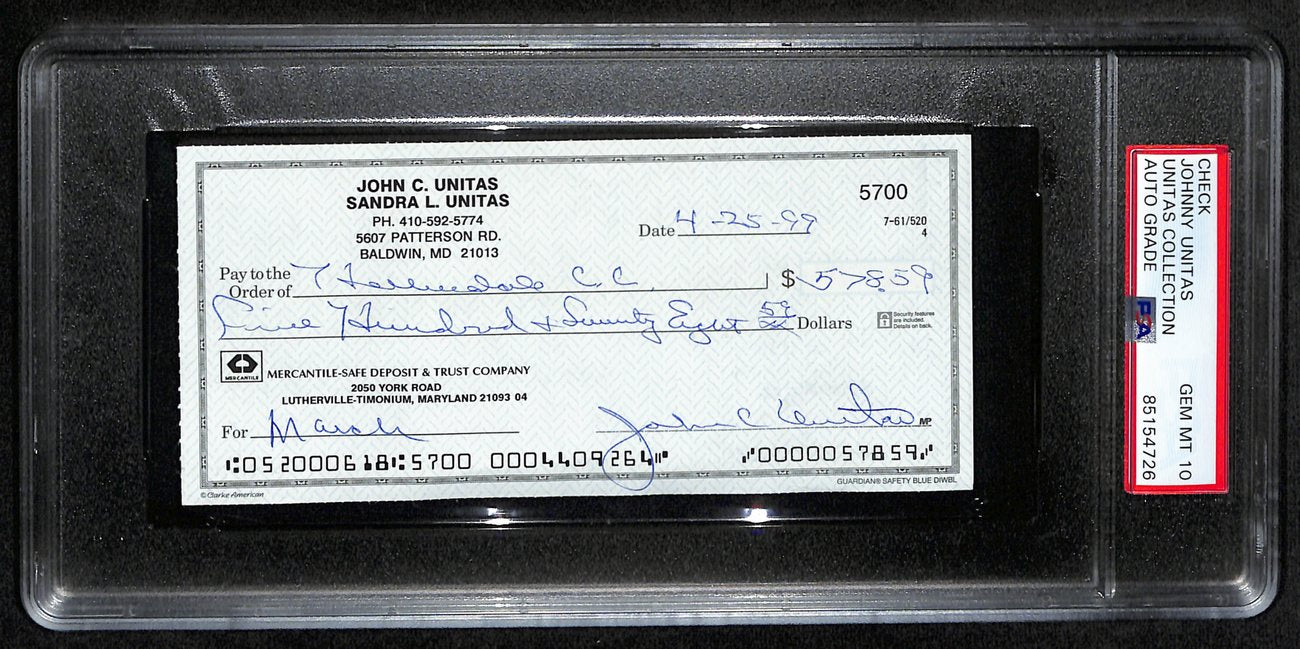 JOHN C. UNITAS
SANDRA L. UNITAS
PH. 410-592-5774
5607 PATTERSON RD.
BALDWIN, MD 21013
5700
7-61/520
4
Date 4-25-99
Pay to the
Order of C.C. $ 578.59
Five Hundred & Seventy Eight 59/xx Dollars
Security features
are included.
Details on back.
MERCANTILE
MERCANTILE-SAFE DEPOSIT & TRUST COMPANY
2050 YORK ROAD
LUTHERVILLE-TIMONIUM, MARYLAND 21093 04
For March John C Unitas MP
⑆052000618⑆5700 0004409264⑈ ⑈0000057859⑈
© Clarke American
GUARDIAN® SAFETY BLUE DIWBL
CHECK
JOHNNY UNITAS
UNITAS COLLECTION
AUTO GRADE
GEM MT 10
85154726
PSA